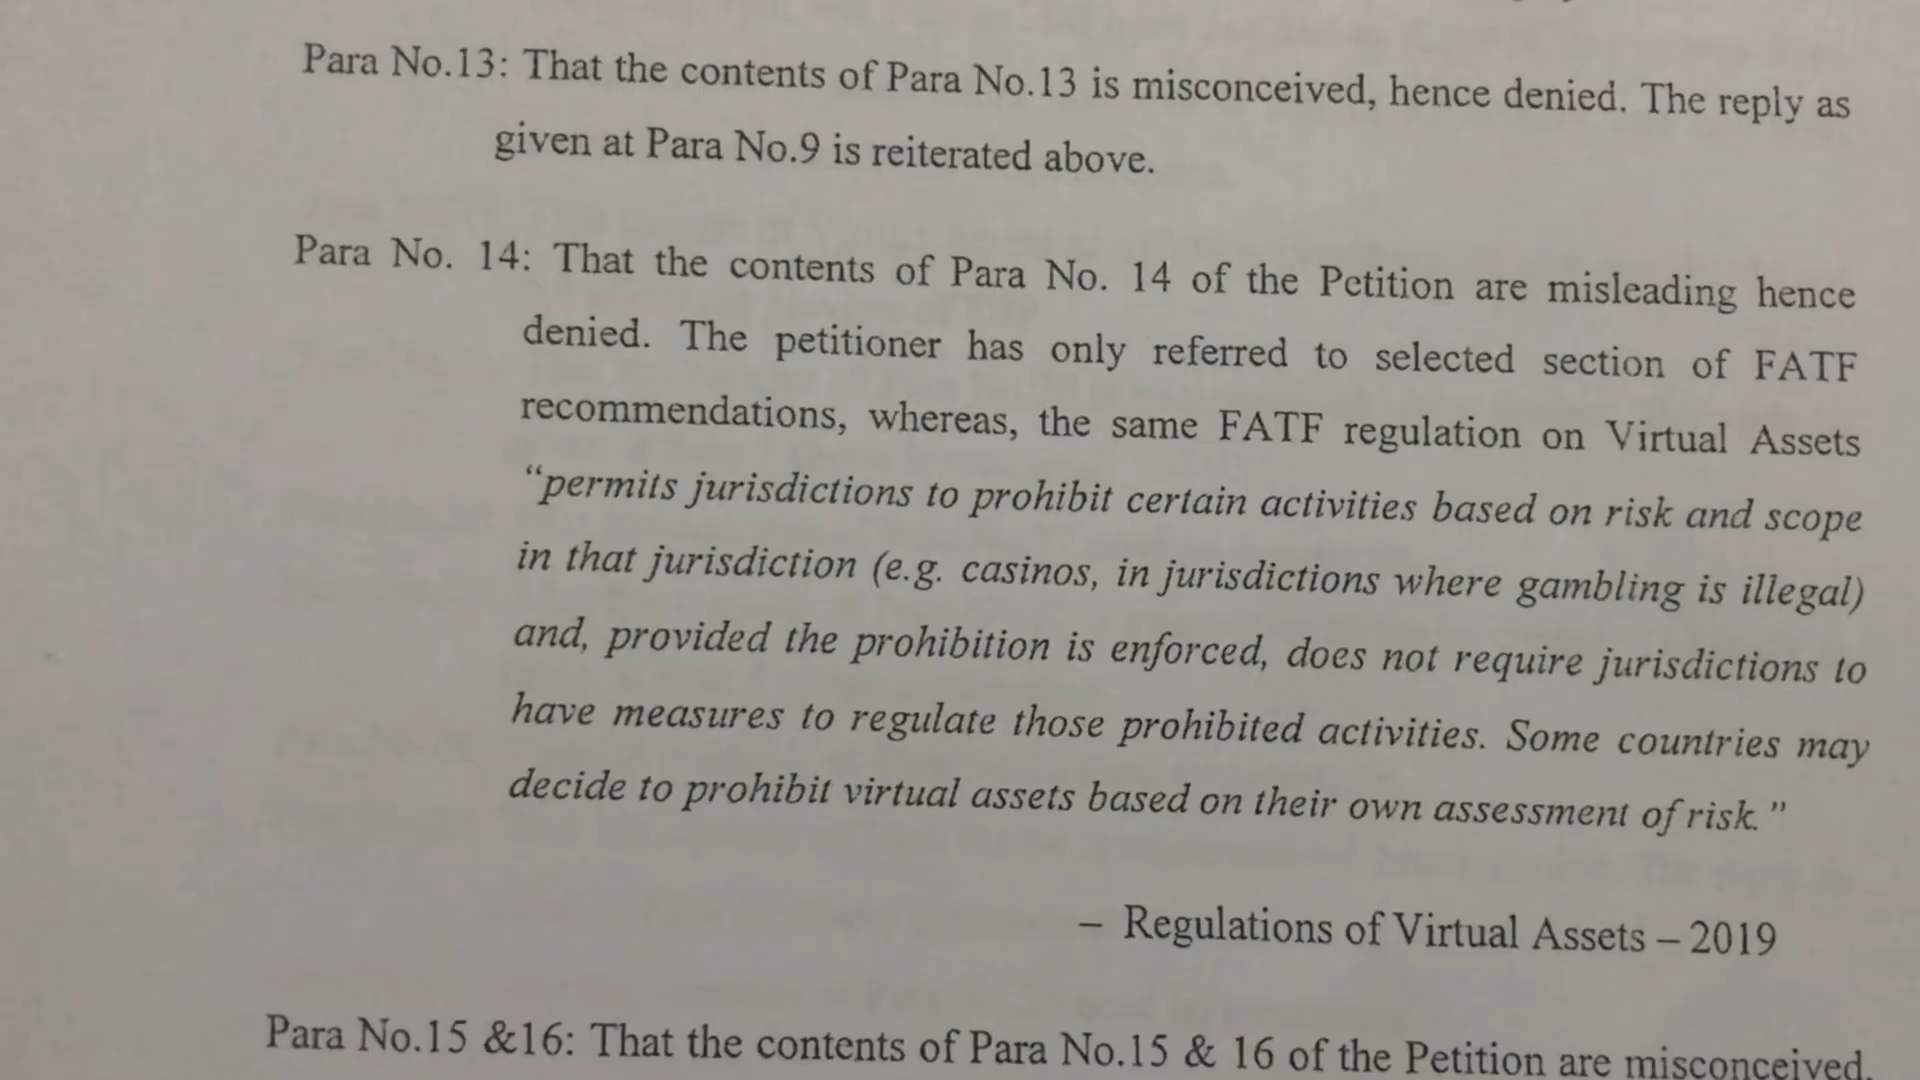 Para No.13: That the contents of Para No.13 is misconceived, hence denied. The reply as
given at Para No.9 is reiterated above.
Para No. 14: That the contents of Para No. 14 of the Petition are misleading hence
denied. The petitioner has only referred to selected section of FATF
recommendations, whereas, the same FATF regulation on Virtual Assets
“permits jurisdictions to prohibit certain activities based on risk and scope
in that jurisdiction (e.g. casinos, in jurisdictions where gambling is illegal)
and, provided the prohibition is enforced, does not require jurisdictions to
have measures to regulate those prohibited activities. Some countries may
decide to prohibit virtual assets based on their own assessment of risk.”
– Regulations of Virtual Assets – 2019
Para No.15 &16: That the contents of Para No.15 & 16 of the Petition are misconceived,